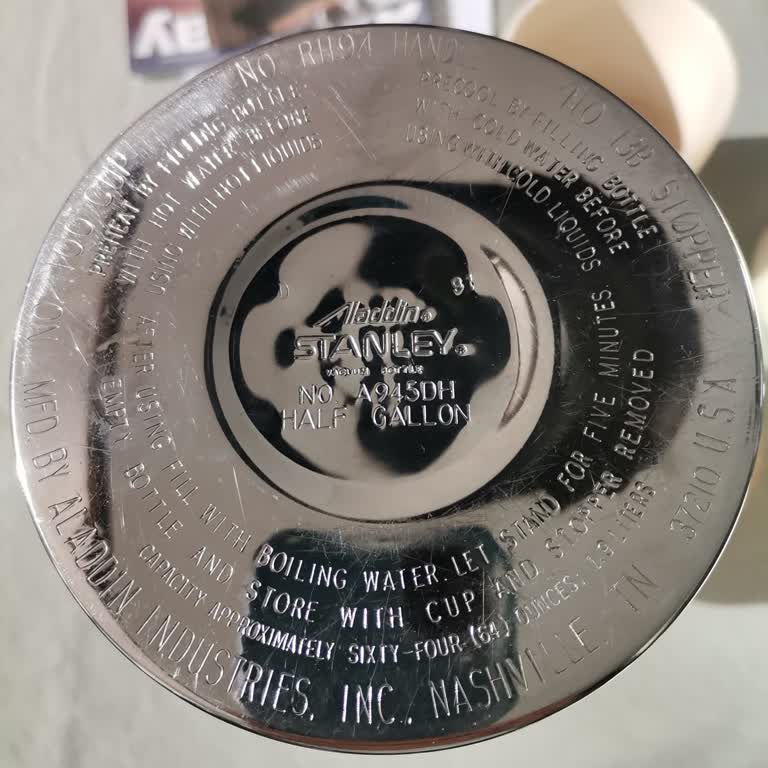 Aladdin®
STANLEY®
VACUUM BOTTLE
NO. A945DH
HALF GALLON
PREHEAT BY FILLING BOTTLE
WITH HOT WATER BEFORE
USING WITH HOT LIQUIDS
PRECOOL BY FILLING BOTTLE
WITH COLD WATER BEFORE
USING WITH COLD LIQUIDS
AFTER USING FILL WITH BOILING WATER. LET STAND FOR FIVE MINUTES
EMPTY BOTTLE AND STORE WITH CUP AND STOPPER REMOVED
CAPACITY APPROXIMATELY SIXTY-FOUR (64) OUNCES; 1.9 LITERS
NO. RH94 HAND
NO 13B STOPPER
MFD. BY ALADDIN INDUSTRIES, INC., NASHVILLE, TN 37210 U S A